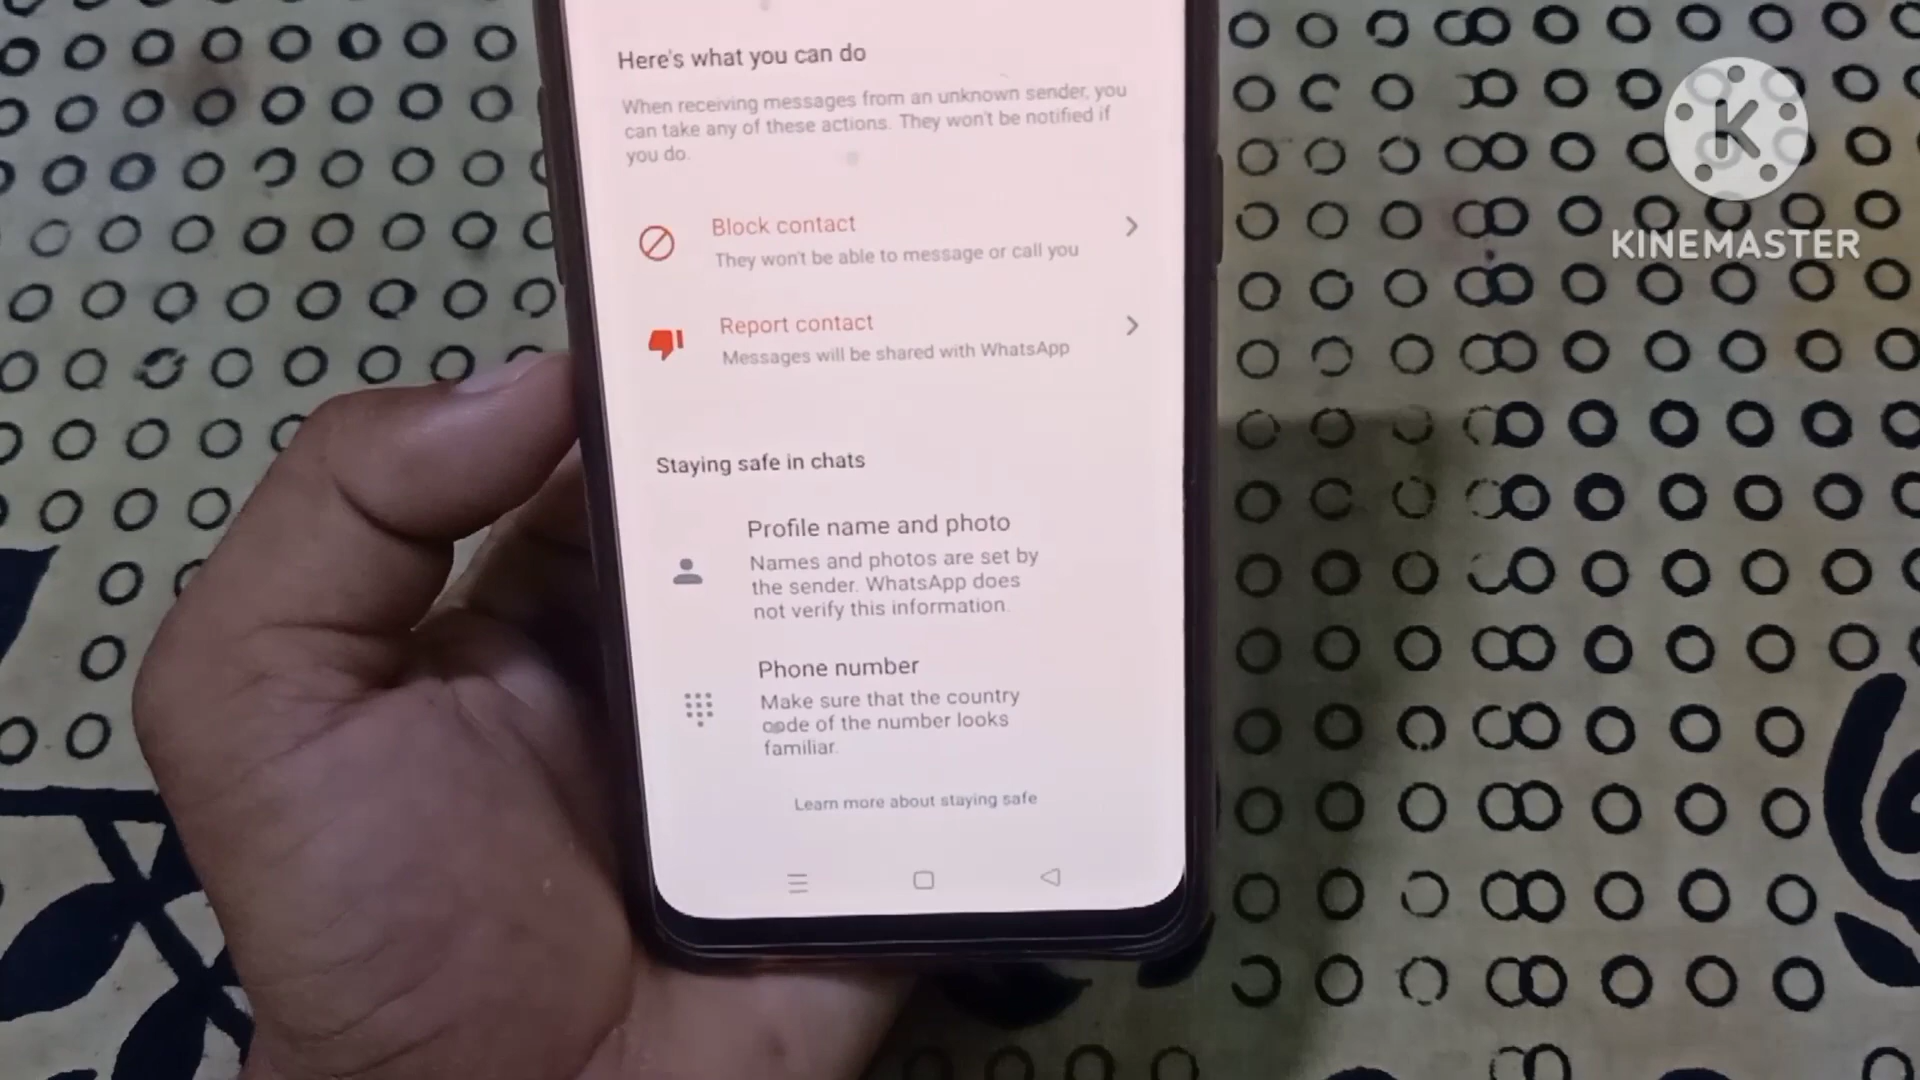 Here's what you can do
When receiving messages from an unknown sender, you
can take any of these actions. They won't be notified if
you do.
Block contact
They won't be able to message or call you
Report contact
Messages will be shared with WhatsApp
Staying safe in chats
Profile name and photo
Names and photos are set by
the sender. WhatsApp does
not verify this information.
Phone number
Make sure that the country
code of the number looks
familiar.
Learn more about staying safe
K
KINEMASTER